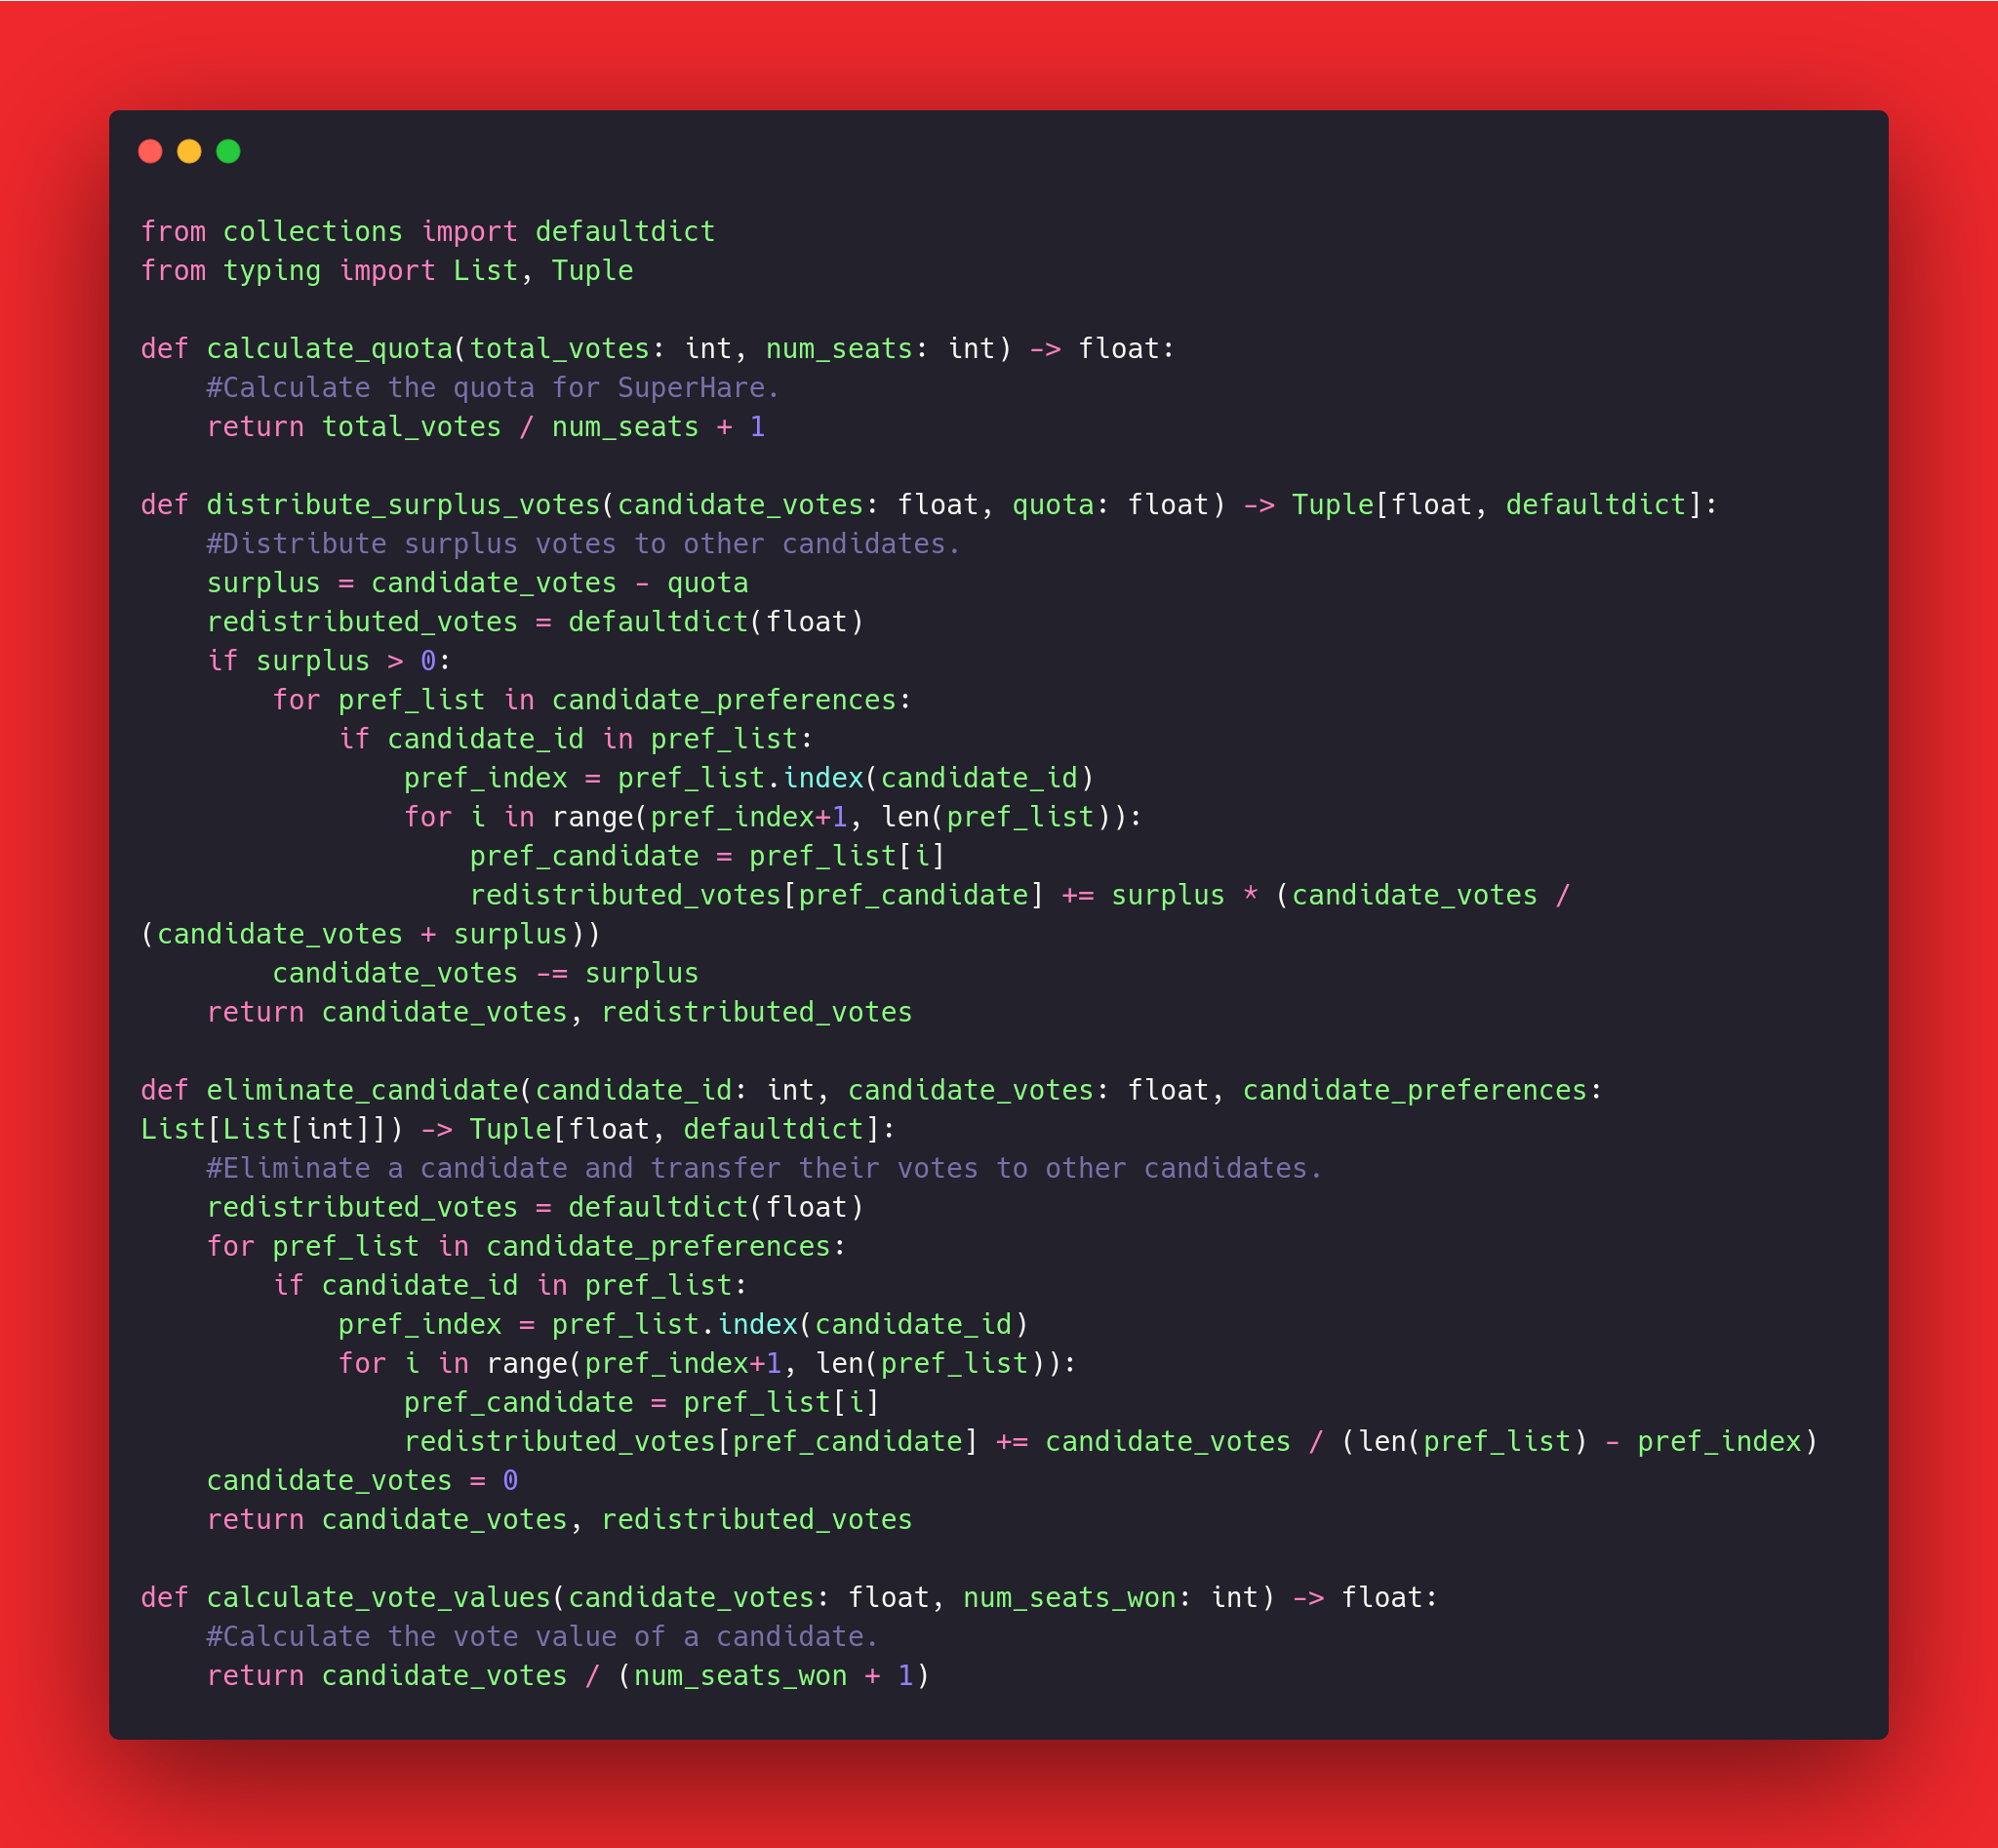 from collections import defaultdict
from typing import List, Tuple

def calculate_quota(total_votes: int, num_seats: int) -> float:
    #Calculate the quota for SuperHare.
    return total_votes / num_seats + 1

def distribute_surplus_votes(candidate_votes: float, quota: float) -> Tuple[float, defaultdict]:
    #Distribute surplus votes to other candidates.
    surplus = candidate_votes - quota
    redistributed_votes = defaultdict(float)
    if surplus > 0:
        for pref_list in candidate_preferences:
            if candidate_id in pref_list:
                pref_index = pref_list.index(candidate_id)
                for i in range(pref_index+1, len(pref_list)):
                    pref_candidate = pref_list[i]
                    redistributed_votes[pref_candidate] += surplus * (candidate_votes /
(candidate_votes + surplus))
        candidate_votes -= surplus
    return candidate_votes, redistributed_votes

def eliminate_candidate(candidate_id: int, candidate_votes: float, candidate_preferences:
List[List[int]]) -> Tuple[float, defaultdict]:
    #Eliminate a candidate and transfer their votes to other candidates.
    redistributed_votes = defaultdict(float)
    for pref_list in candidate_preferences:
        if candidate_id in pref_list:
            pref_index = pref_list.index(candidate_id)
            for i in range(pref_index+1, len(pref_list)):
                pref_candidate = pref_list[i]
                redistributed_votes[pref_candidate] += candidate_votes / (len(pref_list) - pref_index)
    candidate_votes = 0
    return candidate_votes, redistributed_votes

def calculate_vote_values(candidate_votes: float, num_seats_won: int) -> float:
    #Calculate the vote value of a candidate.
    return candidate_votes / (num_seats_won + 1)